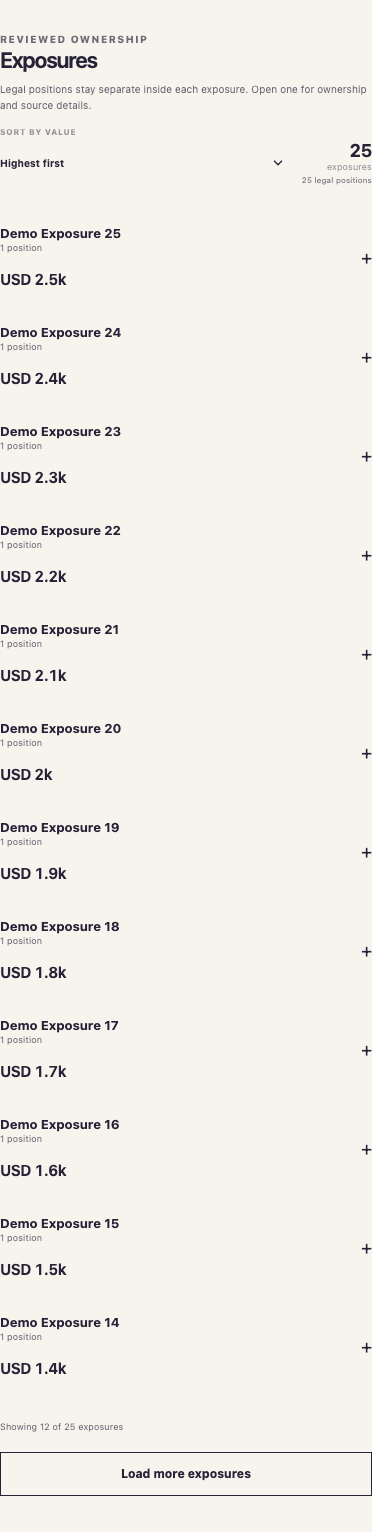 REVIEWED OWNERSHIP
Exposures
Legal positions stay separate inside each exposure. Open one for ownership
and source details.
SORT BY VALUE
Highest first
25
exposures
25 legal positions
Demo Exposure 25
1 position
USD 2.5k
+
Demo Exposure 24
1 position
USD 2.4k
+
Demo Exposure 23
1 position
USD 2.3k
+
Demo Exposure 22
1 position
USD 2.2k
+
Demo Exposure 21
1 position
USD 2.1k
+
Demo Exposure 20
1 position
USD 2k
+
Demo Exposure 19
1 position
USD 1.9k
+
Demo Exposure 18
1 position
USD 1.8k
+
Demo Exposure 17
1 position
USD 1.7k
+
Demo Exposure 16
1 position
USD 1.6k
+
Demo Exposure 15
1 position
USD 1.5k
+
Demo Exposure 14
1 position
USD 1.4k
+
Showing 12 of 25 exposures
Load more exposures